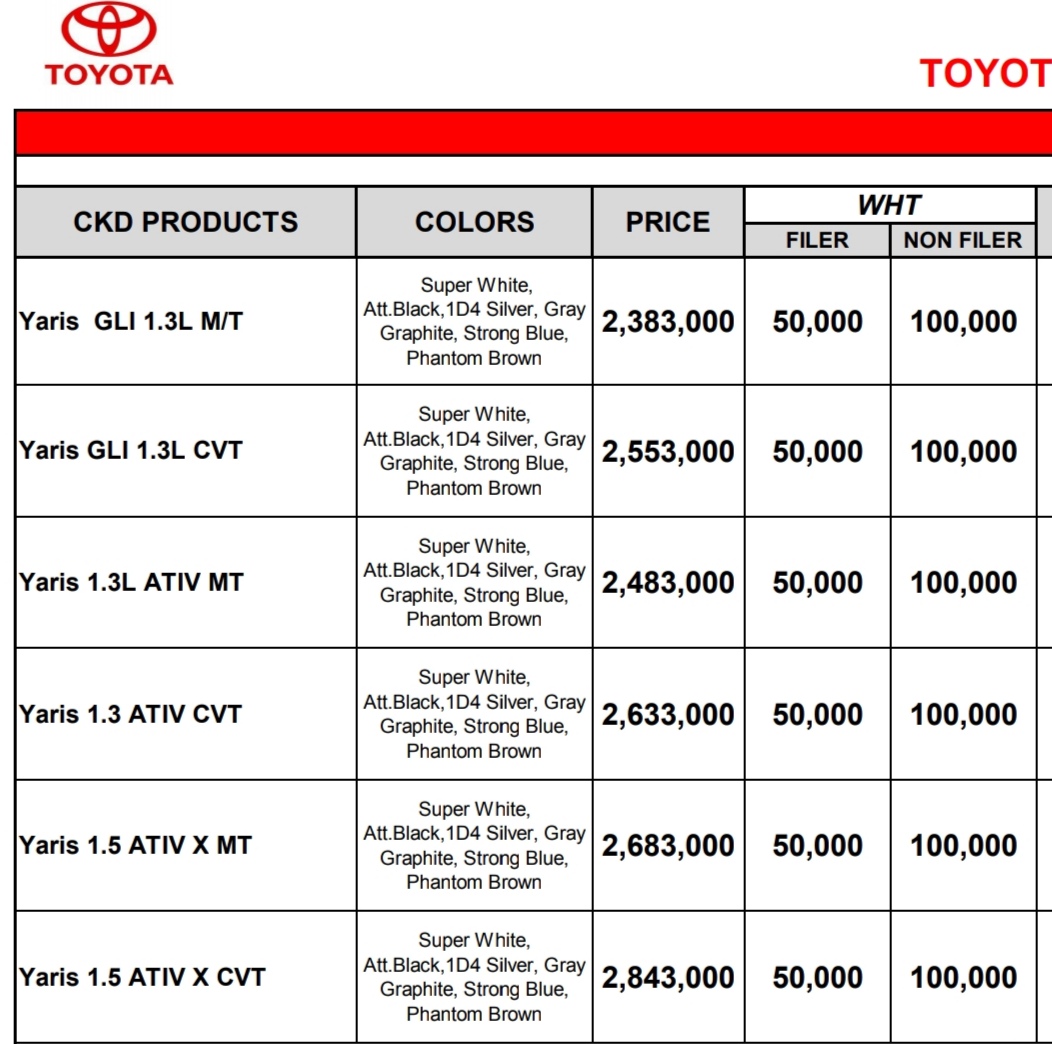 TOYOTA
TOYOT
CKD PRODUCTS COLORS PRICE WHT
FILER NON FILER
Yaris GLI 1.3L M/T
Super White,
Att.Black,1D4 Silver, Gray
Graphite, Strong Blue,
Phantom Brown
2,383,000 50,000 100,000
Yaris GLI 1.3L CVT
Super White,
Att.Black,1D4 Silver, Gray
Graphite, Strong Blue,
Phantom Brown
2,553,000 50,000 100,000
Yaris 1.3L ATIV MT
Super White,
Att.Black,1D4 Silver, Gray
Graphite, Strong Blue,
Phantom Brown
2,483,000 50,000 100,000
Yaris 1.3 ATIV CVT
Super White,
Att.Black,1D4 Silver, Gray
Graphite, Strong Blue,
Phantom Brown
2,633,000 50,000 100,000
Yaris 1.5 ATIV X MT
Super White,
Att.Black,1D4 Silver, Gray
Graphite, Strong Blue,
Phantom Brown
2,683,000 50,000 100,000
Yaris 1.5 ATIV X CVT
Super White,
Att.Black,1D4 Silver, Gray
Graphite, Strong Blue,
Phantom Brown
2,843,000 50,000 100,000